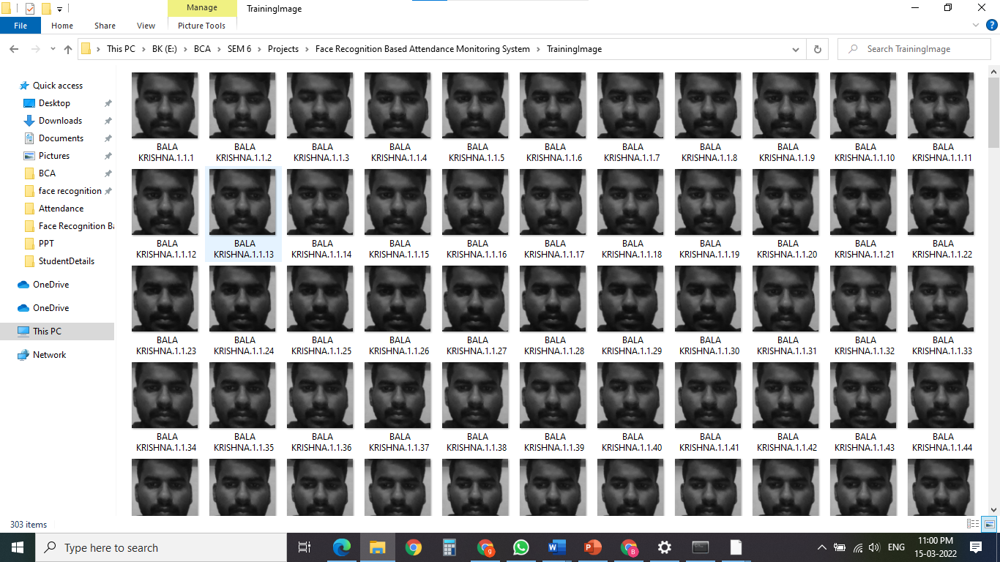 Manage
TrainingImage
File
Home
Share
View
Picture Tools
This PC
BK (E:)
BCA
SEM 6
Projects
Face Recognition Based Attendance Monitoring System
TrainingImage
Search TrainingImage
Quick access
Desktop
Downloads
Documents
Pictures
BCA
face recognition
Attendance
Face Recognition Ba
PPT
StudentDetails
OneDrive
OneDrive
This PC
Network
BALA
KRISHNA.1.1.1
BALA
KRISHNA.1.1.2
BALA
KRISHNA.1.1.3
BALA
KRISHNA.1.1.4
BALA
KRISHNA.1.1.5
BALA
KRISHNA.1.1.6
BALA
KRISHNA.1.1.7
BALA
KRISHNA.1.1.8
BALA
KRISHNA.1.1.9
BALA
KRISHNA.1.1.10
BALA
KRISHNA.1.1.11
BALA
KRISHNA.1.1.12
BALA
KRISHNA.1.1.13
BALA
KRISHNA.1.1.14
BALA
KRISHNA.1.1.15
BALA
KRISHNA.1.1.16
BALA
KRISHNA.1.1.17
BALA
KRISHNA.1.1.18
BALA
KRISHNA.1.1.19
BALA
KRISHNA.1.1.20
BALA
KRISHNA.1.1.21
BALA
KRISHNA.1.1.22
BALA
KRISHNA.1.1.23
BALA
KRISHNA.1.1.24
BALA
KRISHNA.1.1.25
BALA
KRISHNA.1.1.26
BALA
KRISHNA.1.1.27
BALA
KRISHNA.1.1.28
BALA
KRISHNA.1.1.29
BALA
KRISHNA.1.1.30
BALA
KRISHNA.1.1.31
BALA
KRISHNA.1.1.32
BALA
KRISHNA.1.1.33
BALA
KRISHNA.1.1.34
BALA
KRISHNA.1.1.35
BALA
KRISHNA.1.1.36
BALA
KRISHNA.1.1.37
BALA
KRISHNA.1.1.38
BALA
KRISHNA.1.1.39
BALA
KRISHNA.1.1.40
BALA
KRISHNA.1.1.41
BALA
KRISHNA.1.1.42
BALA
KRISHNA.1.1.43
BALA
KRISHNA.1.1.44
303 items
Type here to search
ENG
11:00 PM
15-03-2022